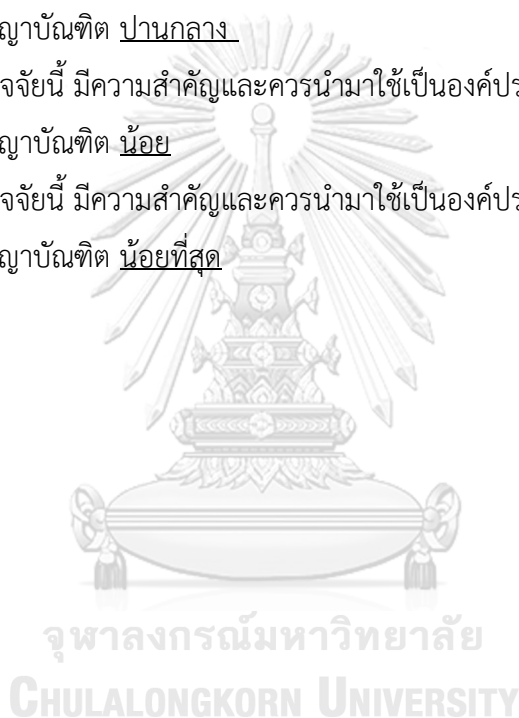 ญาบัณฑิต ปานกลาง
จจัยนี้ มีความสำคัญและควรนำมาใช้เป็นองค์ประ
ญาบัณฑิต น้อย
จจัยนี้ มีความสำคัญและควรนำมาใช้เป็นองค์ประ
ญาบัณฑิต น้อยที่สุด
จุฬาลงกรณ์มหาวิทยาลัย
CHULALONGKORN UNIVERSITY